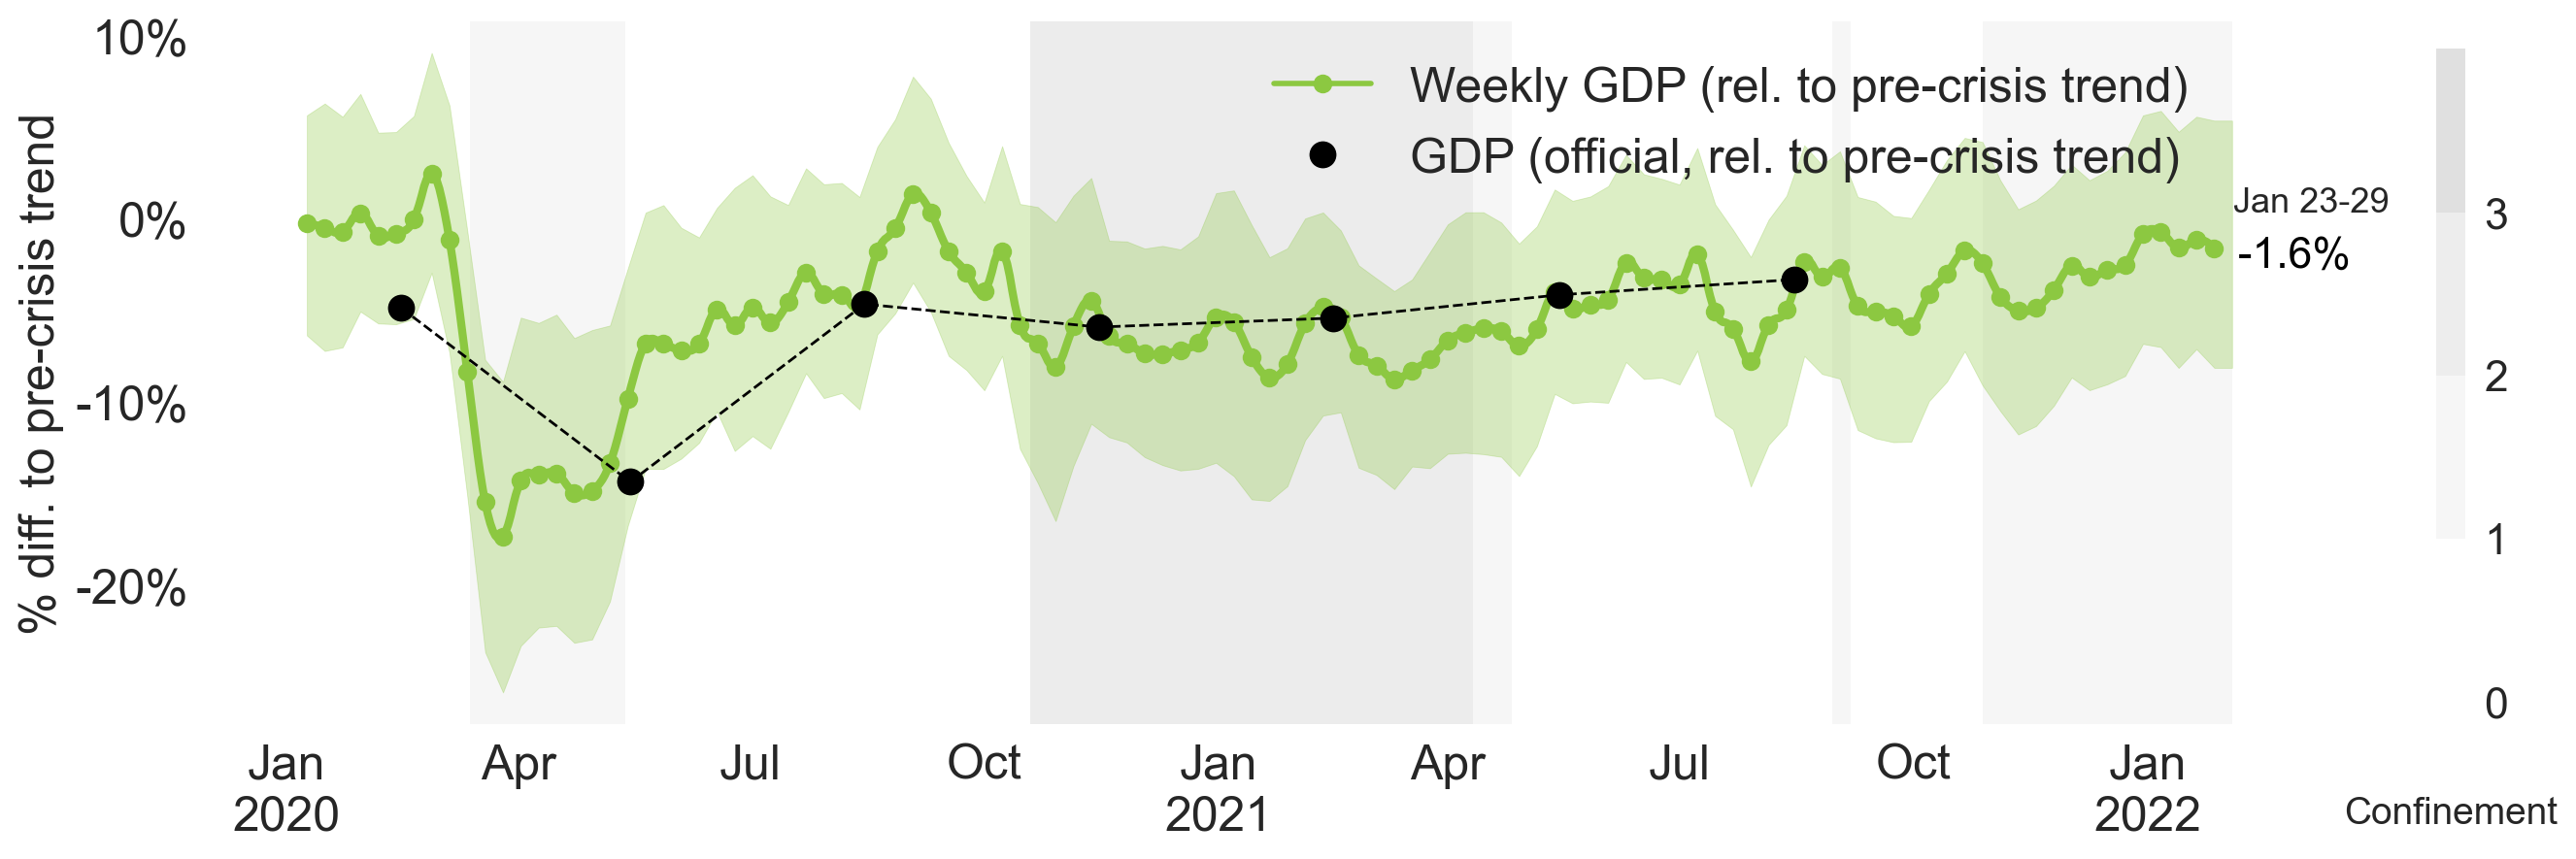 10%
0%
-10%
-20%
% diff. to pre-crisis trend
Weekly GDP (rel. to pre-crisis trend)
GDP (official, rel. to pre-crisis trend)
Jan 23-29
-1.6%
3
2
1
0
Confinement
Jan Apr Jul Oct Jan Apr Jul Oct Jan
2020 2021 2022